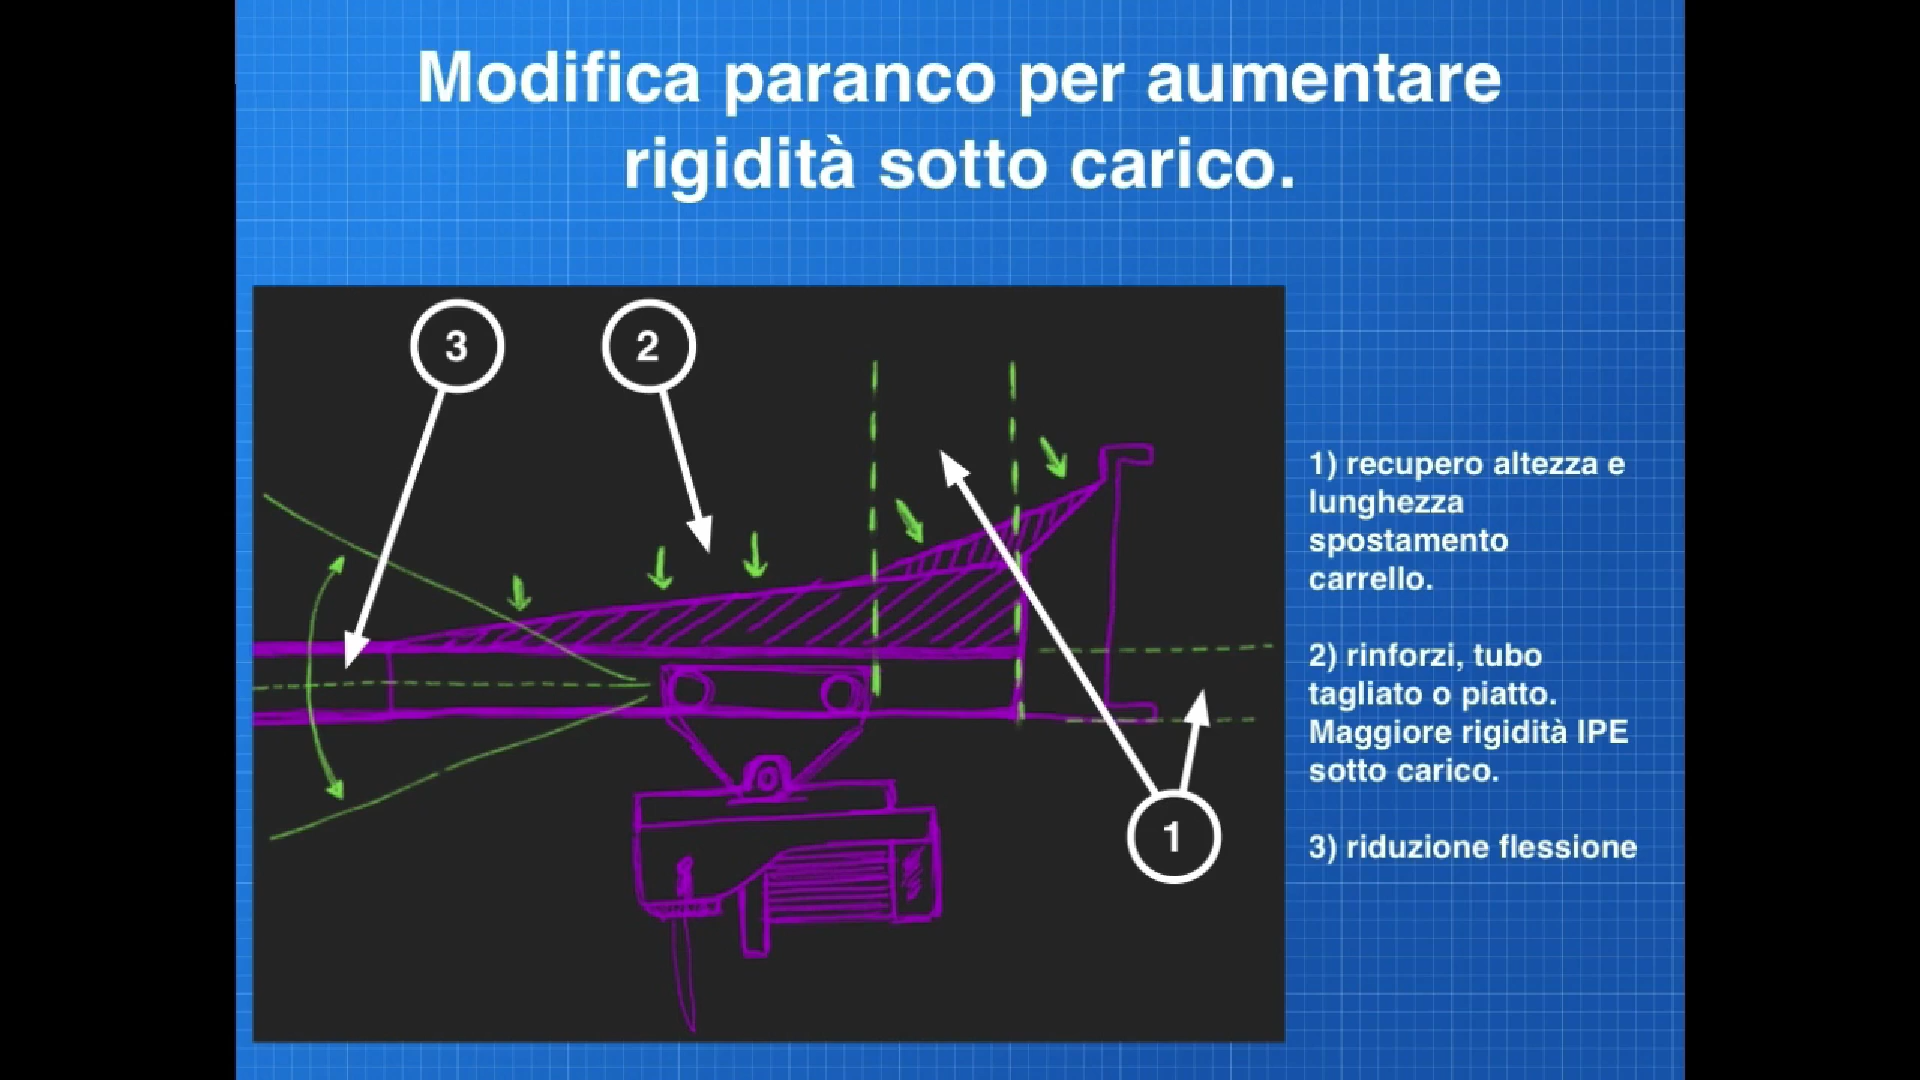 Modifica paranco per aumentare
rigidità sotto carico.
3
2
1
1) recupero altezza e
lunghezza
spostamento
carrello.
2) rinforzi, tubo
tagliato o piatto.
Maggiore rigidità IPE
sotto carico.
3) riduzione flessione